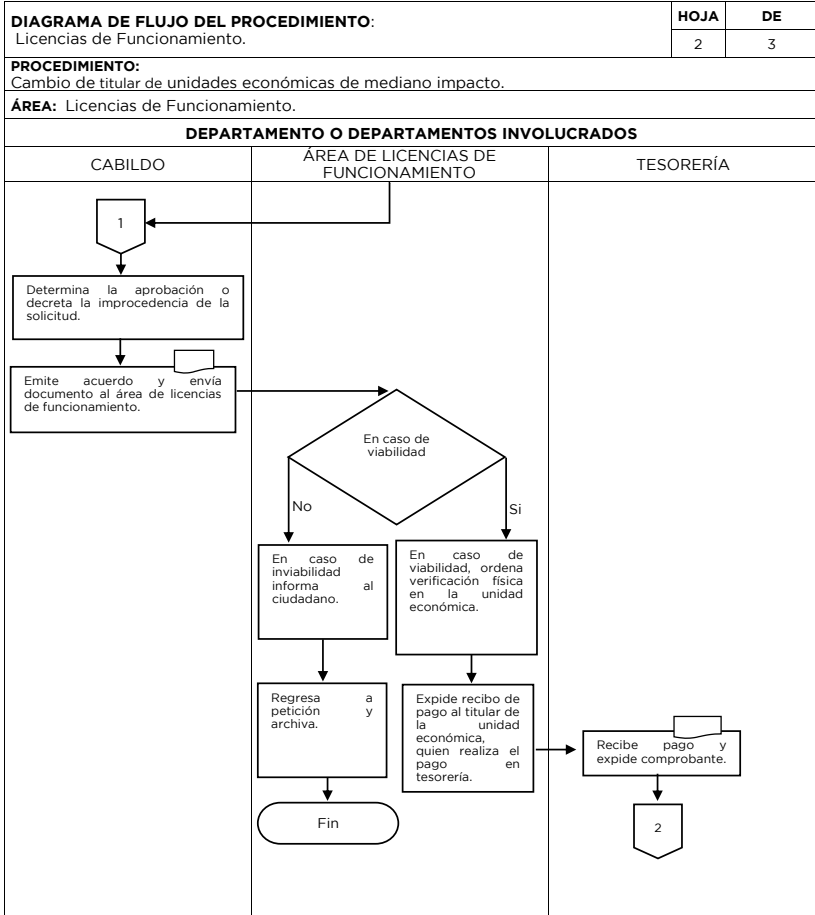 DIAGRAMA DE FLUJO DEL PROCEDIMIENTO:
Licencias de Funcionamiento.
HOJA DE
2 3
PROCEDIMIENTO:
Cambio de titular de unidades económicas de mediano impacto.
ÁREA: Licencias de Funcionamiento.
DEPARTAMENTO O DEPARTAMENTOS INVOLUCRADOS
CABILDO
ÁREA DE LICENCIAS DE
FUNCIONAMIENTO
TESORERÍA
1
Determina la aprobación o
decreta la improcedencia de la
solicitud.
Emite acuerdo y envía
documento al área de licencias
de funcionamiento.
En caso de
viabilidad
No
Si
En caso de
inviabilidad
informa al
ciudadano.
En caso de
viabilidad, ordena
verificación física
en la unidad
económica.
Regresa a
petición y
archiva.
Expide recibo de
pago al titular de
la unidad
económica,
quien realiza el
pago en
tesorería.
Recibe pago y
expide comprobante.
Fin
2